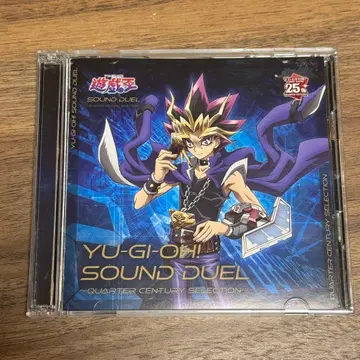 遊戯王
SOUND DUEL
25th
YU-GI-OH! SOUND DUEL
YU-GI-OH!
SOUND DUEL
QUARTER CENTURY SELECTION
QUARTER CENTURY SELECTION